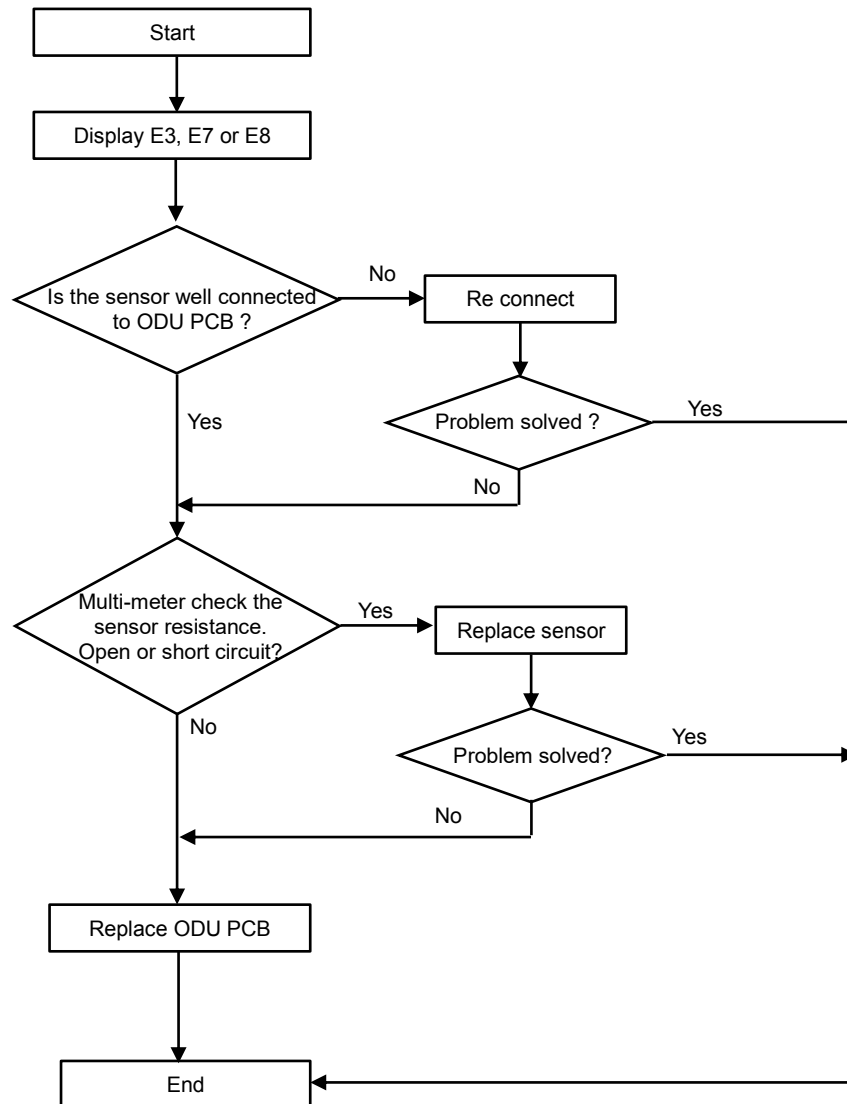 Start
Display E3, E7 or E8
Is the sensor well connected
to ODU PCB ?
No
Re connect
Yes
Problem solved ?
Yes
No
Multi-meter check the
sensor resistance.
Open or short circuit?
Yes
Replace sensor
No
Problem solved?
Yes
No
Replace ODU PCB
End